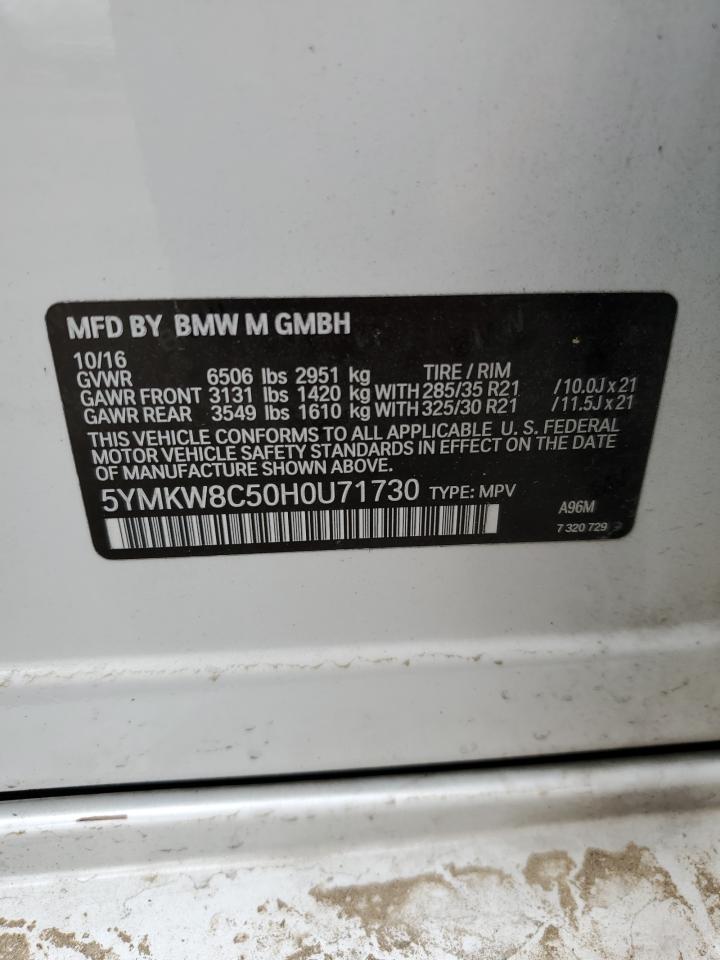 MFD BY BMW M GMBH
10/16
GVWR 6506 lbs 2951 kg TIRE / RIM
GAWR FRONT 3131 lbs 1420 kg WITH 285/35 R21 /10.0J x 21
GAWR REAR 3549 lbs 1610 kg WITH 325/30 R21 /11.5J x 21
THIS VEHICLE CONFORMS TO ALL APPLICABLE U. S. FEDERAL
MOTOR VEHICLE SAFETY STANDARDS IN EFFECT ON THE DATE
OF MANUFACTURE SHOWN ABOVE.
5YMKW8C50H0U71730 TYPE: MPV
A96M
7 320 729